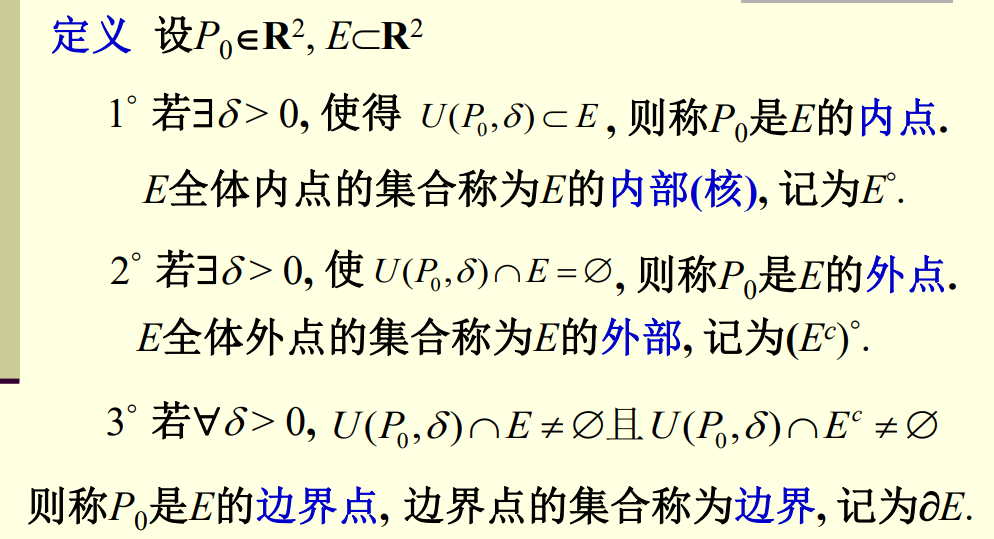 定义 设P₀∈R², E⊂R²
1° 若∃δ > 0, 使得 U(P₀,δ)⊂E, 则称P₀是E的内点.
E全体内点的集合称为E的内部(核), 记为E°.
2° 若∃δ > 0, 使 U(P₀,δ)∩E=∅, 则称P₀是E的外点.
E全体外点的集合称为E的外部, 记为(Eᶜ)°.
3° 若∀δ > 0, U(P₀,δ)∩E≠∅且U(P₀,δ)∩Eᶜ≠∅
则称P₀是E的边界点, 边界点的集合称为边界, 记为∂E.